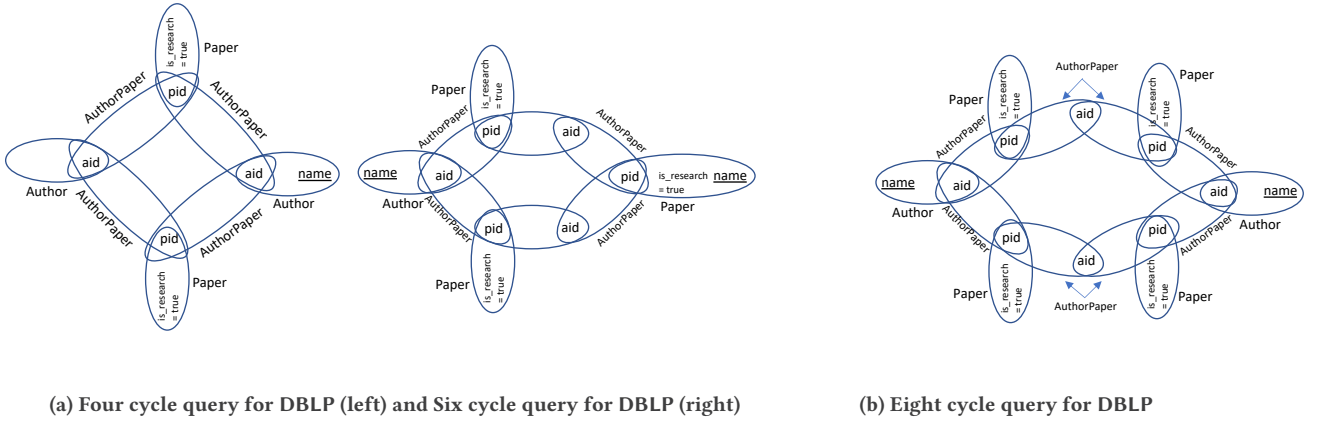 is_research
= true
Paper
AuthorPaper
AuthorPaper
pid
aid
Author
aid
name
Author
AuthorPaper
AuthorPaper
pid
Paper
is_research
= true
is_research
= true
Paper
AuthorPaper
AuthorPaper
pid
aid
name
aid
Author
pid
is_research
= true
name
Paper
AuthorPaper
AuthorPaper
pid
aid
Paper
is_research
= true
AuthorPaper
is_research
= true
Paper
is_research
= true
Paper
aid
AuthorPaper
AuthorPaper
pid
pid
name
aid
Author
aid
name
Author
AuthorPaper
AuthorPaper
pid
pid
aid
Paper
is_research
= true
is_research
= true
Paper
AuthorPaper
(a) Four cycle query for DBLP (left) and Six cycle query for DBLP (right)
(b) Eight cycle query for DBLP